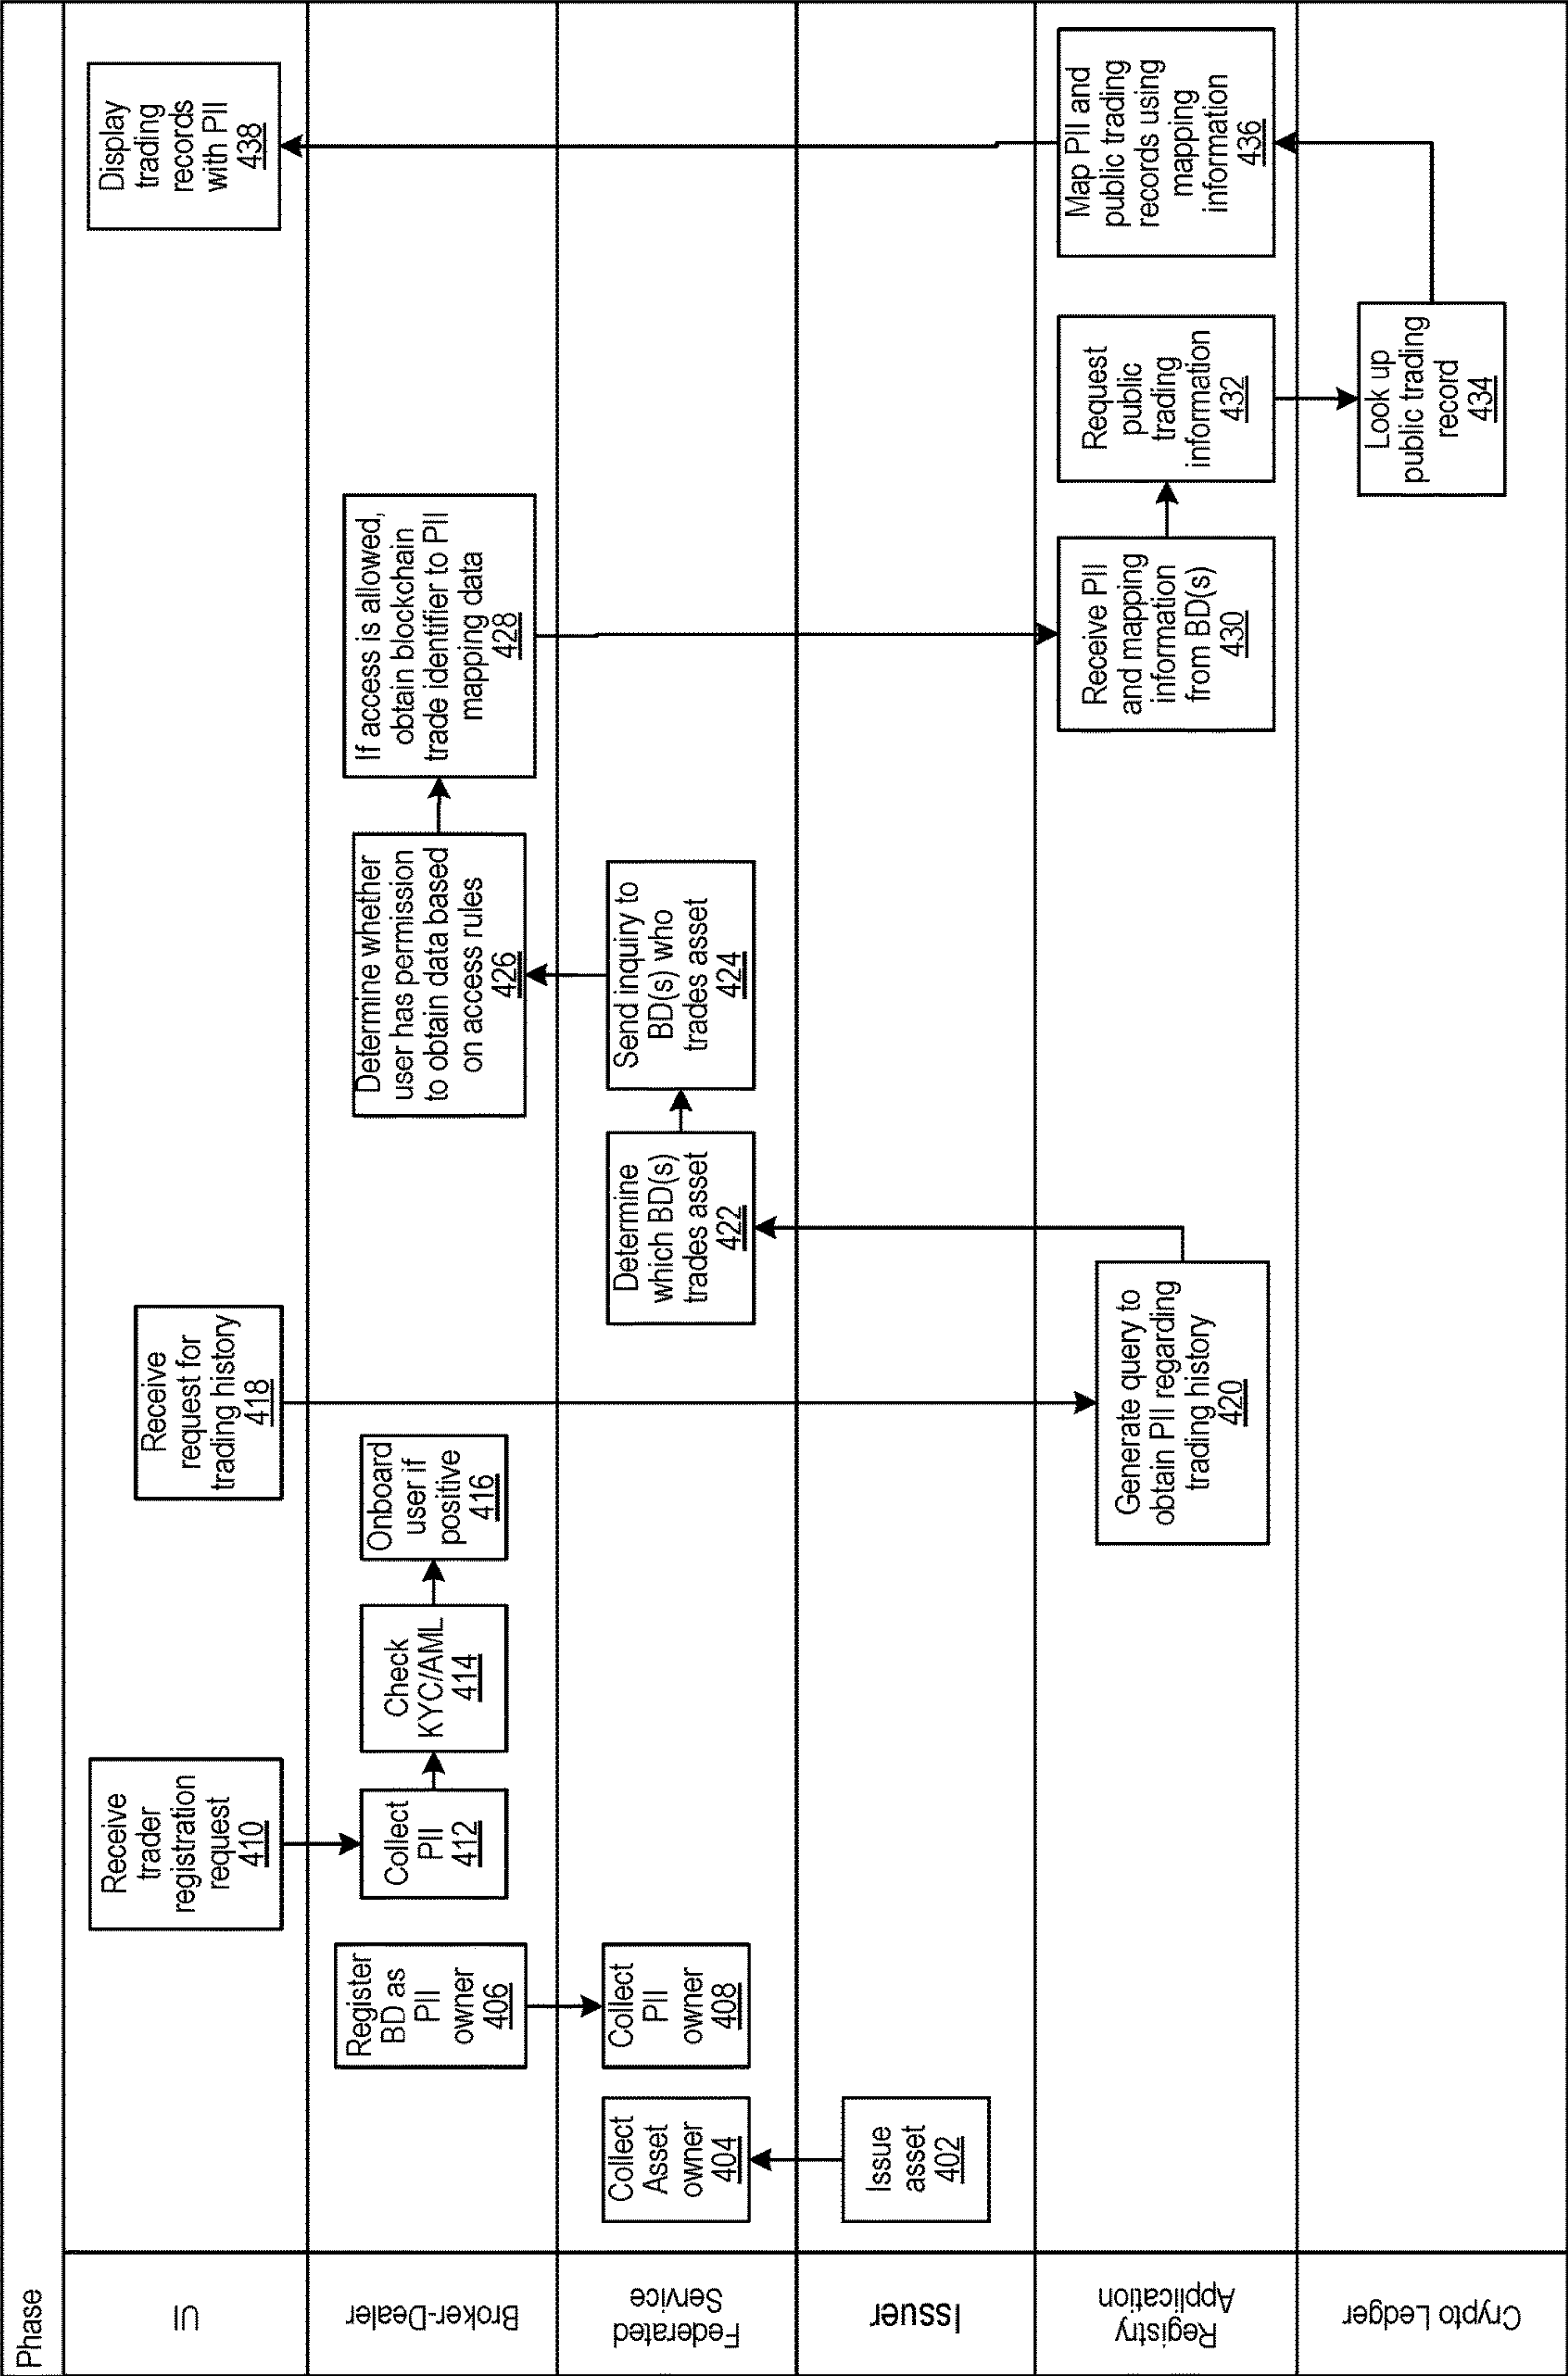 Phase
UI
Broker-Dealer
Federated
Service
Issuer
Registry
Application
Crypto Ledger
Issue
asset
402
Collect
Asset
owner
404
Register
BD as
PII
owner
406
Collect
PII
owner
408
Receive
trader
registration
request
410
Collect
PII
412
Check
KYC/AML
414
Onboard
user if
positive
416
Receive
request for
trading history
418
Generate query to
obtain PII regarding
trading history
420
Determine
which BD(s)
trades asset
422
Send inquiry to
BD(s) who
trades asset
424
Determine whether
user has permission
to obtain data based
on access rules
426
If access is allowed,
obtain blockchain
trade identifier to PII
mapping data
428
Receive PII
and mapping
information
from BD(s)
430
Request
public
trading
information
432
Look up
public trading
record
434
Map PII and
public trading
records using
mapping
information
436
Display
trading
records
with PII
438